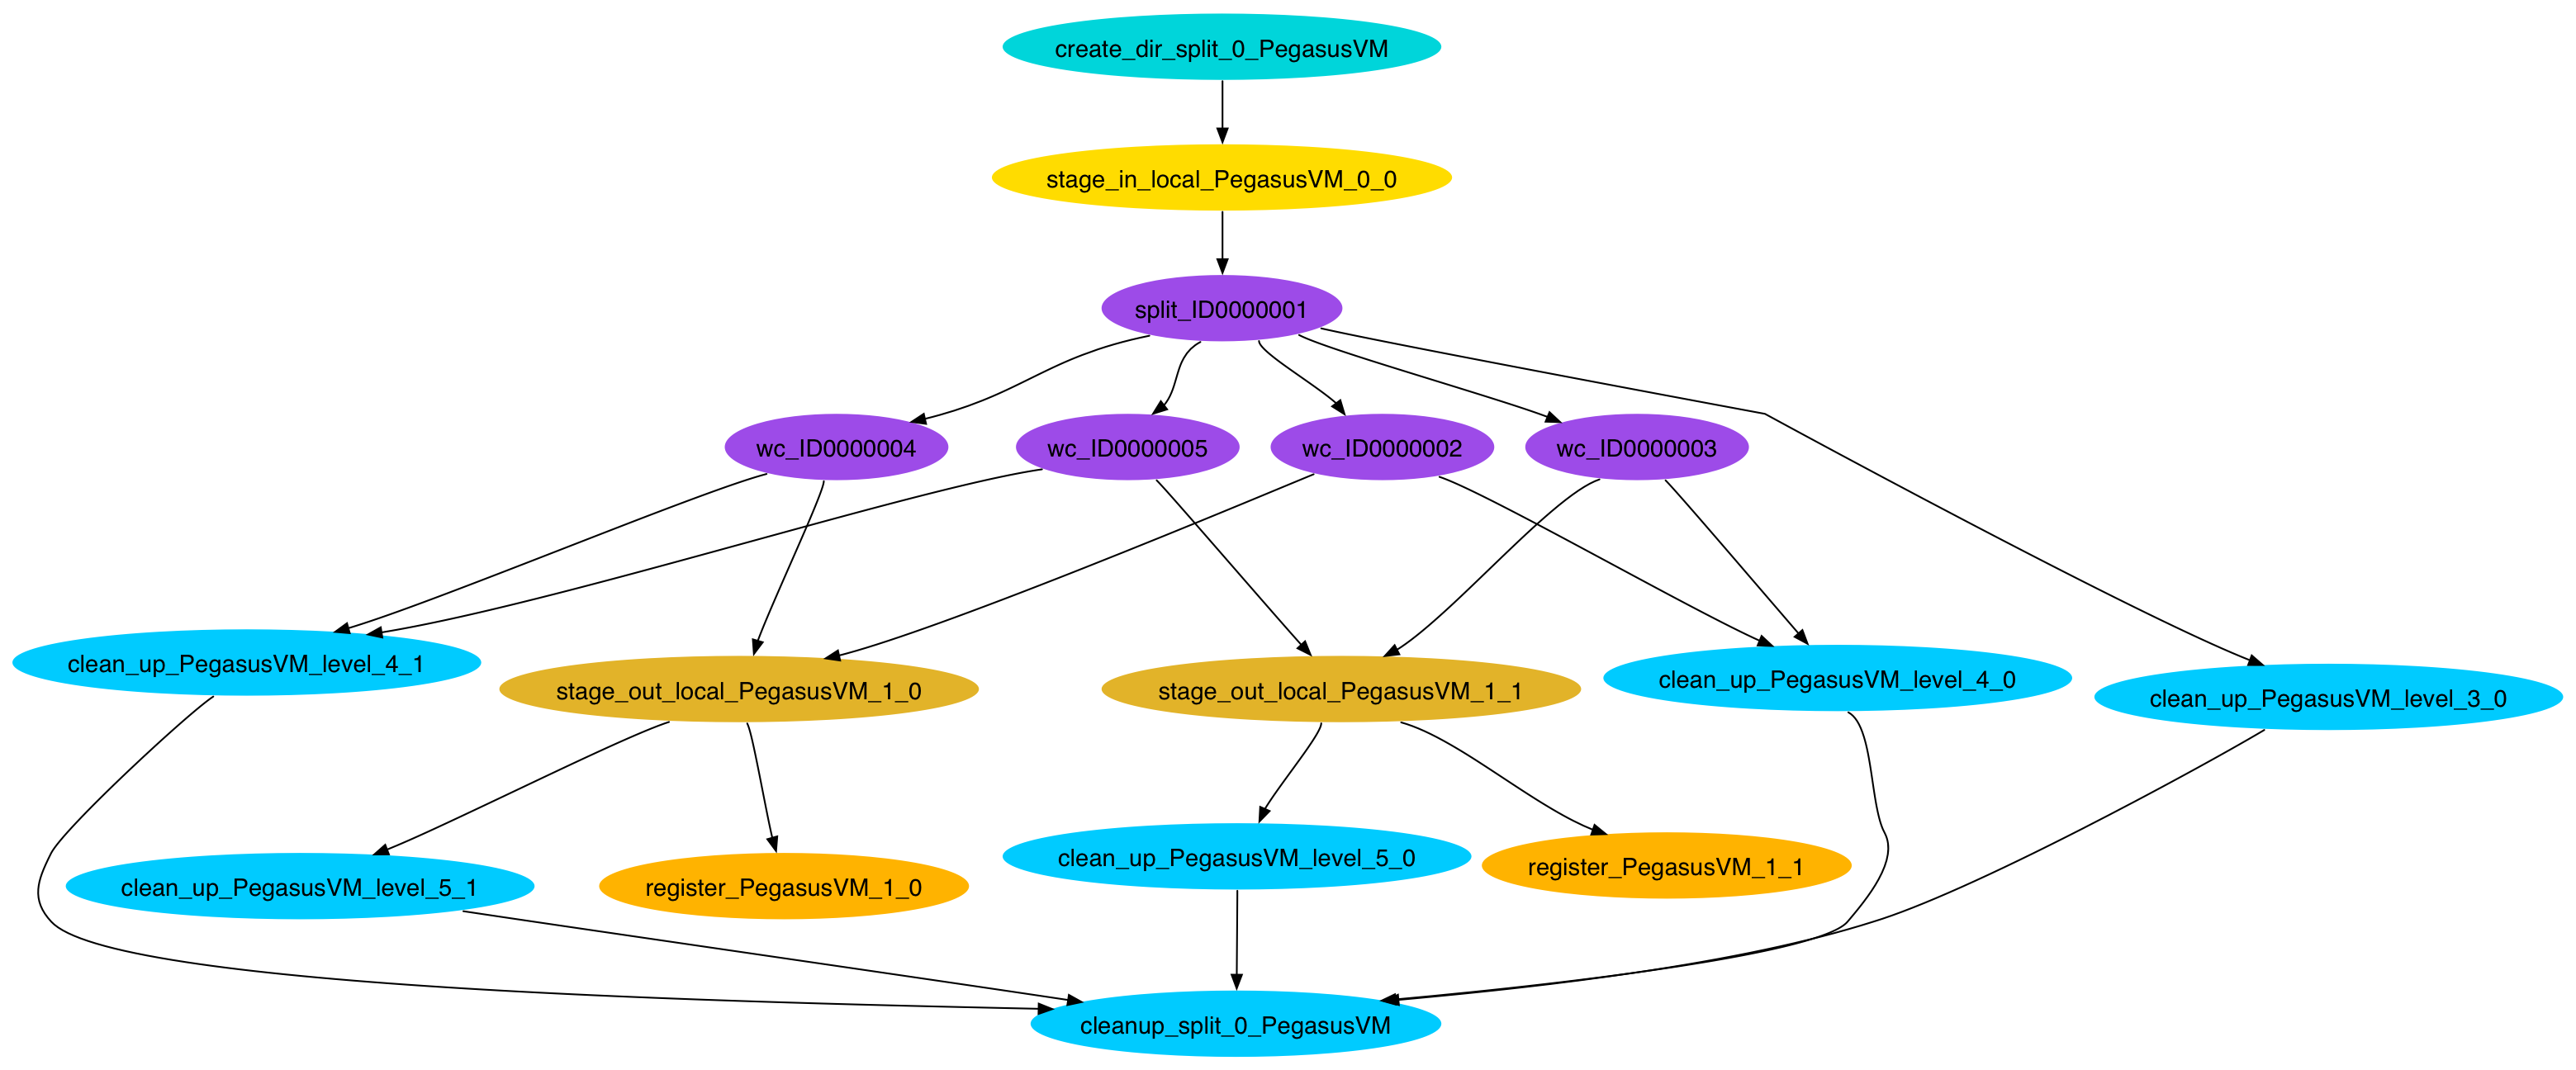 create_dir_split_0_PegasusVM
stage_in_local_PegasusVM_0_0
split_ID0000001
wc_ID0000004
wc_ID0000005
wc_ID0000002
wc_ID0000003
clean_up_PegasusVM_level_4_1
stage_out_local_PegasusVM_1_0
stage_out_local_PegasusVM_1_1
clean_up_PegasusVM_level_4_0
clean_up_PegasusVM_level_3_0
clean_up_PegasusVM_level_5_1
register_PegasusVM_1_0
clean_up_PegasusVM_level_5_0
register_PegasusVM_1_1
cleanup_split_0_PegasusVM